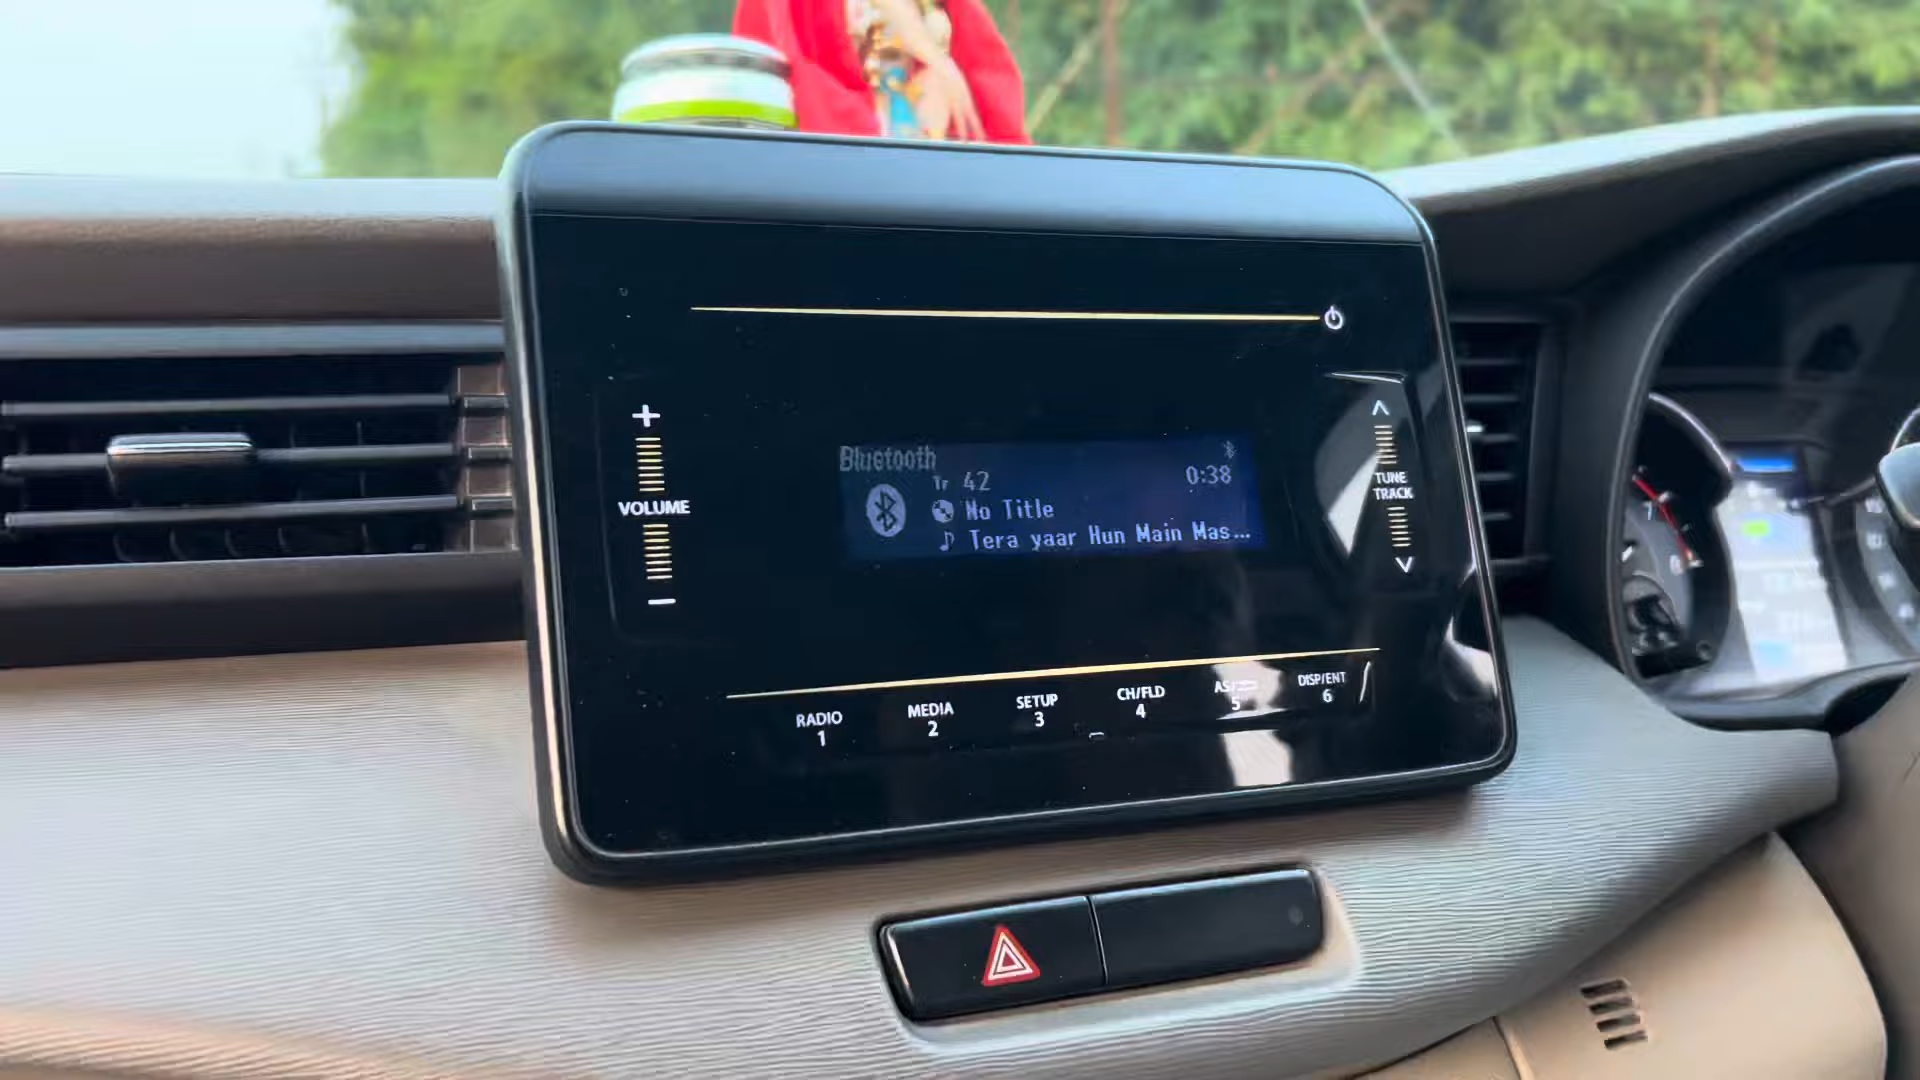 Bluetooth
Tr 42 0:38
No Title
Tera yaar Hun Main Mas...
VOLUME
TUNE
TRACK
RADIO
1
MEDIA
2
SETUP
3
CH/FLD
4
5
DISP/ENT
6